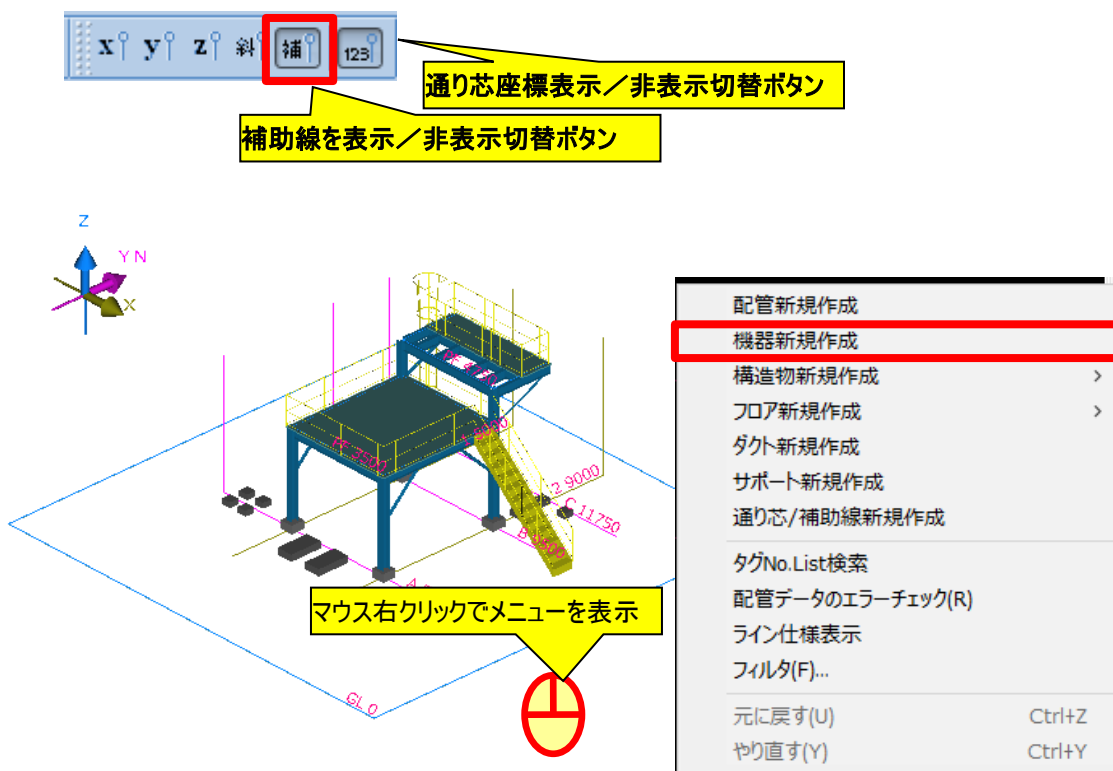 x y z 斜 補 123
通り芯座標表示／非表示切替ボタン
補助線を表示／非表示切替ボタン
Z
Y N
X
配管新規作成
機器新規作成
構造物新規作成 >
フロア新規作成 >
ダクト新規作成
サポート新規作成
通り芯/補助線新規作成
タグNo.List検索
配管データのエラーチェック(R)
ライン仕様表示
フィルタ(F)...
元に戻す(U) Ctrl+Z
やり直す(Y) Ctrl+Y
FF 3500
2 9000
C 11750
B
A
マウス右クリックでメニューを表示
GL 0